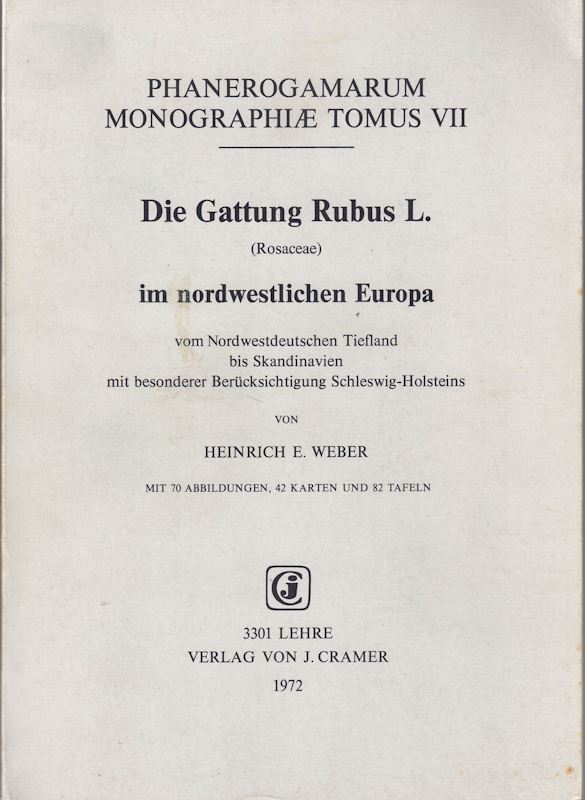 PHANEROGAMARUM
MONOGRAPHIÆ TOMUS VII
Die Gattung Rubus L.
(Rosaceae)
im nordwestlichen Europa
vom Nordwestdeutschen Tiefland
bis Skandinavien
mit besonderer Berücksichtigung Schleswig-Holsteins
VON
HEINRICH E. WEBER
MIT 70 ABBILDUNGEN, 42 KARTEN UND 82 TAFELN
JC
3301 LEHRE
VERLAG VON J. CRAMER
1972